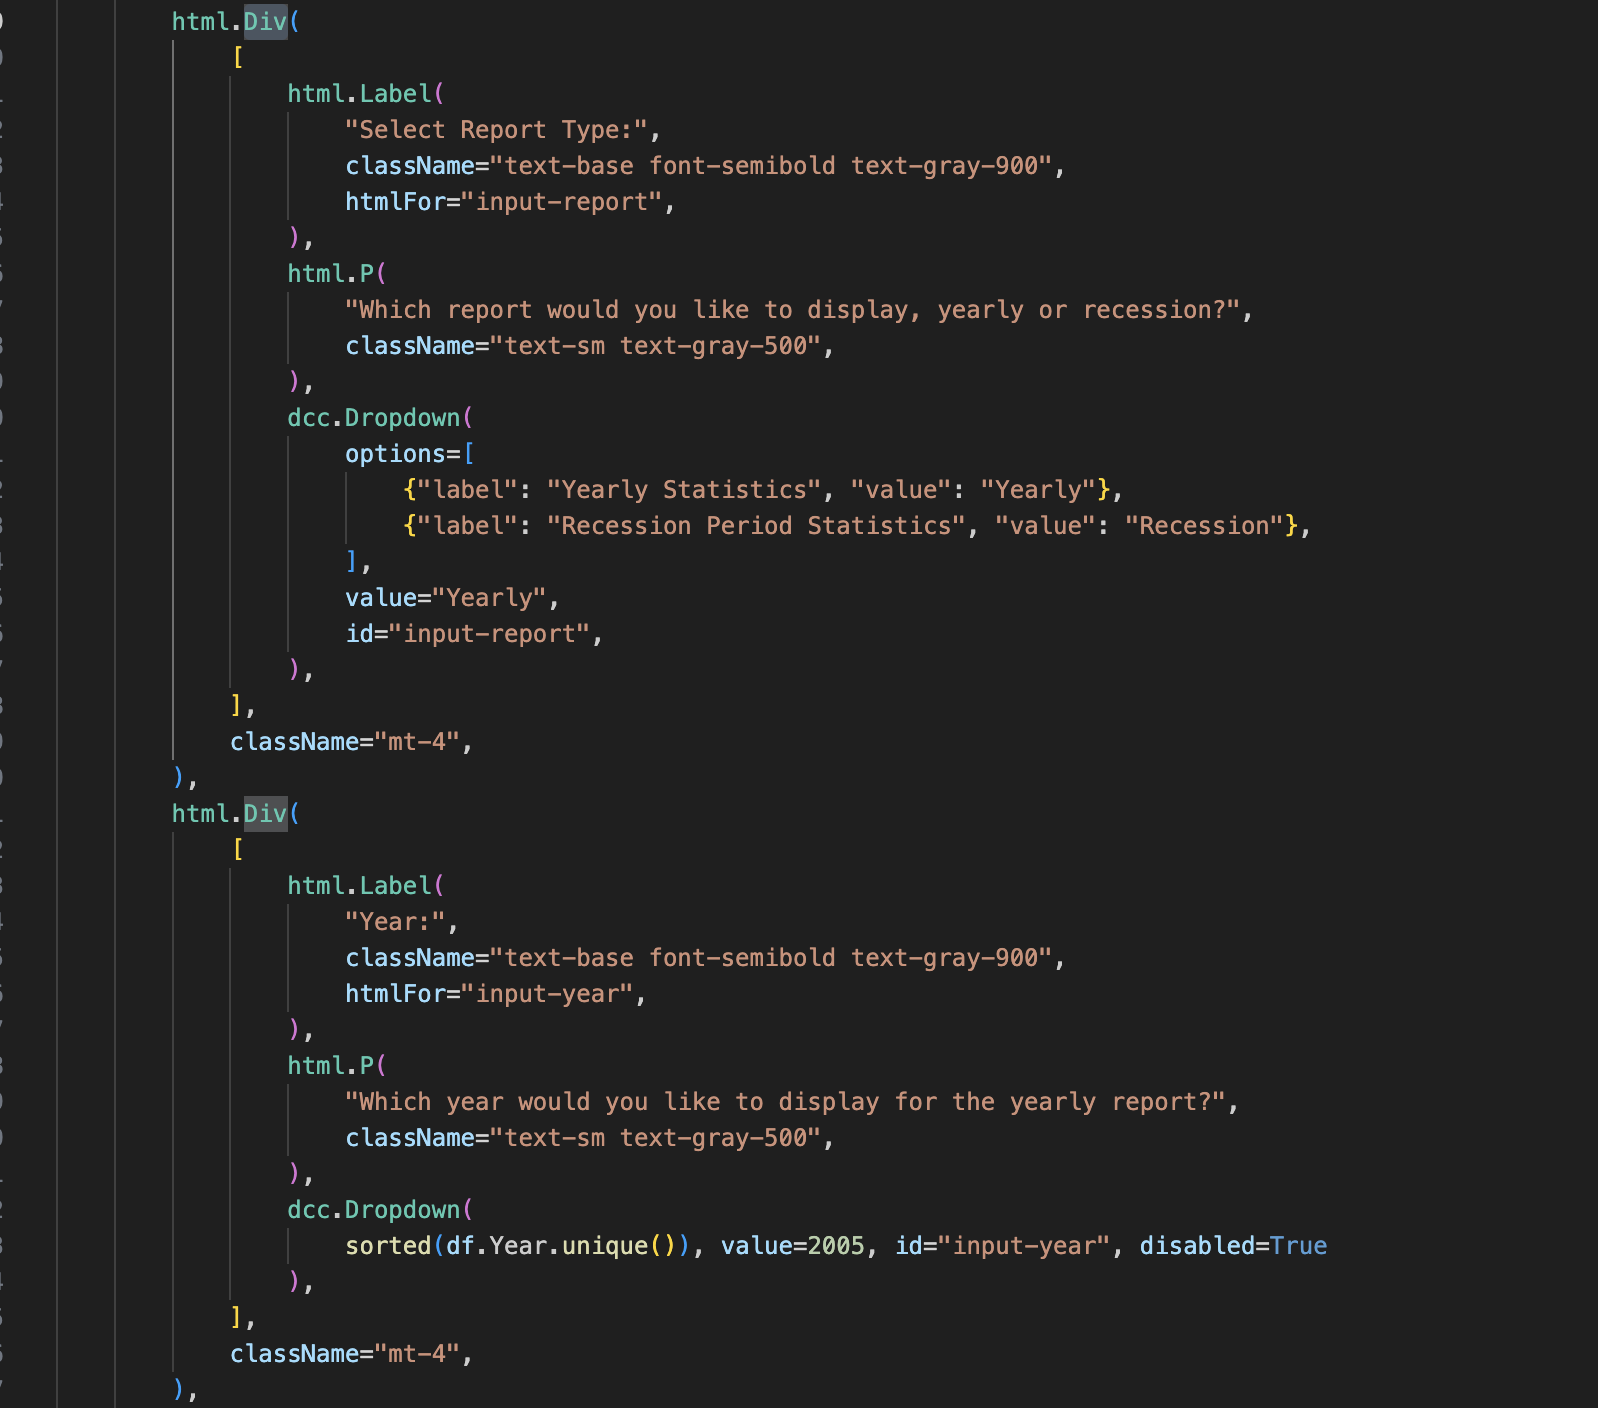 html.Div(
[
html.Label(
"Select Report Type:",
className="text-base font-semibold text-gray-900",
htmlFor="input-report",
),
html.P(
"Which report would you like to display, yearly or recession?",
className="text-sm text-gray-500",
),
dcc.Dropdown(
options=[
{"label": "Yearly Statistics", "value": "Yearly"},
{"label": "Recession Period Statistics", "value": "Recession"},
],
value="Yearly",
id="input-report",
),
],
className="mt-4",
),
html.Div(
[
html.Label(
"Year:",
className="text-base font-semibold text-gray-900",
htmlFor="input-year",
),
html.P(
"Which year would you like to display for the yearly report?",
className="text-sm text-gray-500",
),
dcc.Dropdown(
sorted(df.Year.unique()), value=2005, id="input-year", disabled=True
),
],
className="mt-4",
),